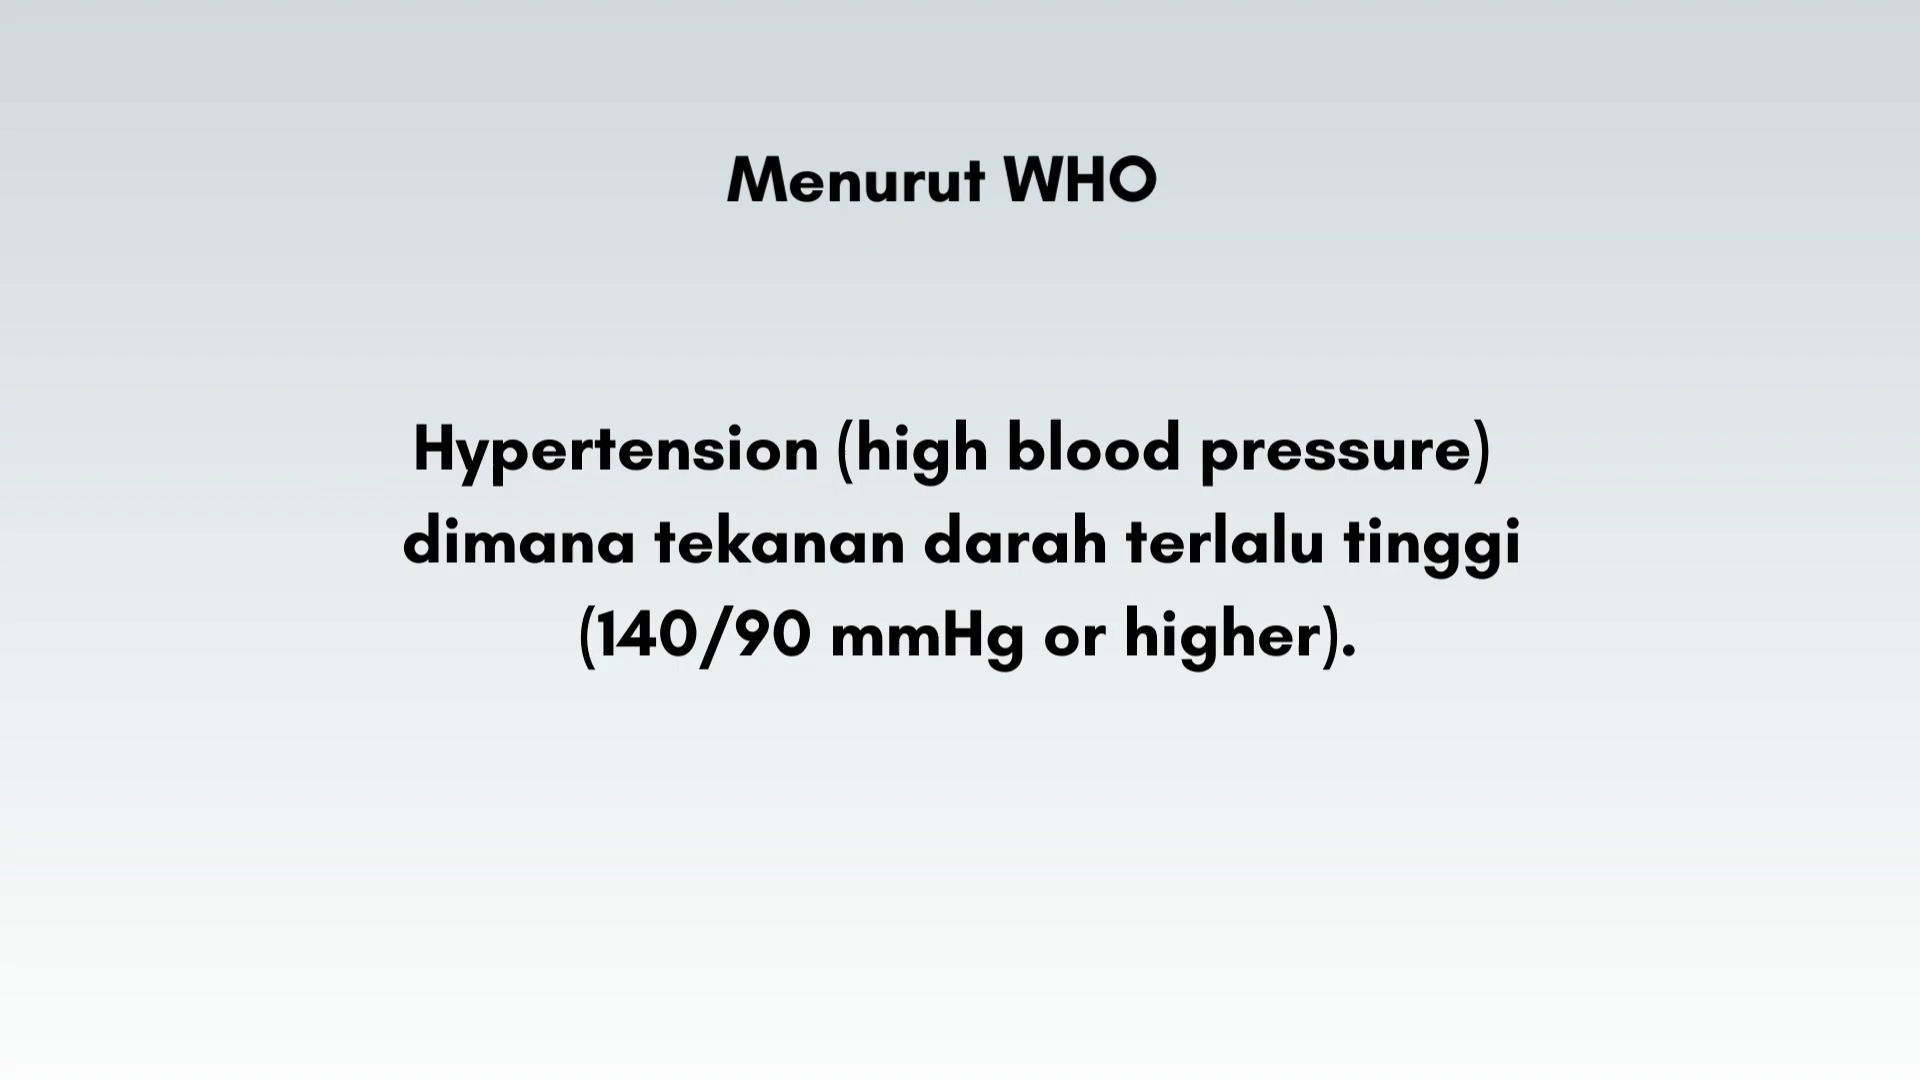 Menurut WHO
Hypertension (high blood pressure)
dimana tekanan darah terlalu tinggi
(140/90 mmHg or higher).